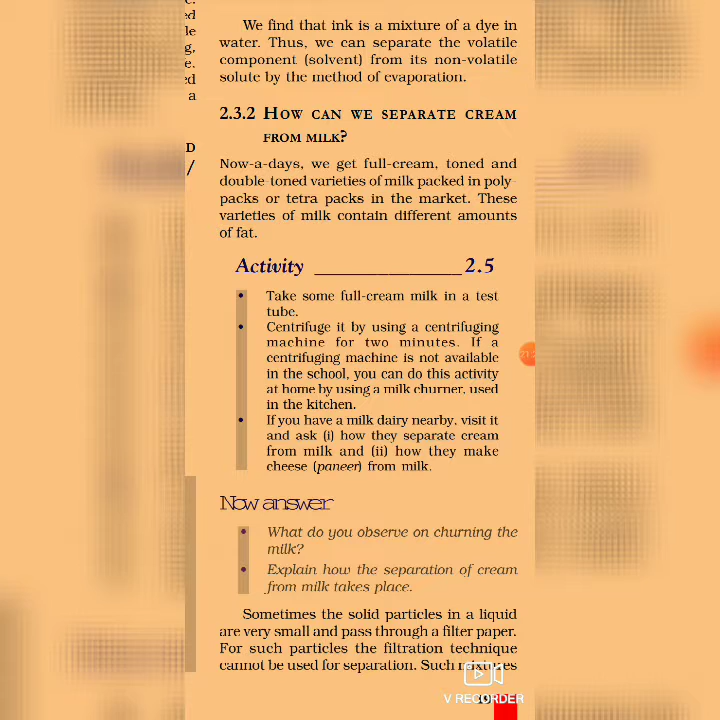 ed
le
g,
e.
ed
a
D
/
We find that ink is a mixture of a dye in
water. Thus, we can separate the volatile
component (solvent) from its non-volatile
solute by the method of evaporation.
2.3.2 HOW CAN WE SEPARATE CREAM
FROM MILK?
Now-a-days, we get full-cream, toned and
double-toned varieties of milk packed in poly-
packs or tetra packs in the market. These
varieties of milk contain different amounts
of fat.
Activity ______________ 2.5
• Take some full-cream milk in a test
tube.
• Centrifuge it by using a centrifuging
machine for two minutes. If a
centrifuging machine is not available
in the school, you can do this activity
at home by using a milk churner, used
in the kitchen.
• If you have a milk dairy nearby, visit it
and ask (i) how they separate cream
from milk and (ii) how they make
cheese (paneer) from milk.
Now answer
• What do you observe on churning the
milk?
• Explain how the separation of cream
from milk takes place.
Sometimes the solid particles in a liquid
are very small and pass through a filter paper.
For such particles the filtration technique
cannot be used for separation. Such mixtures
V RECORDER